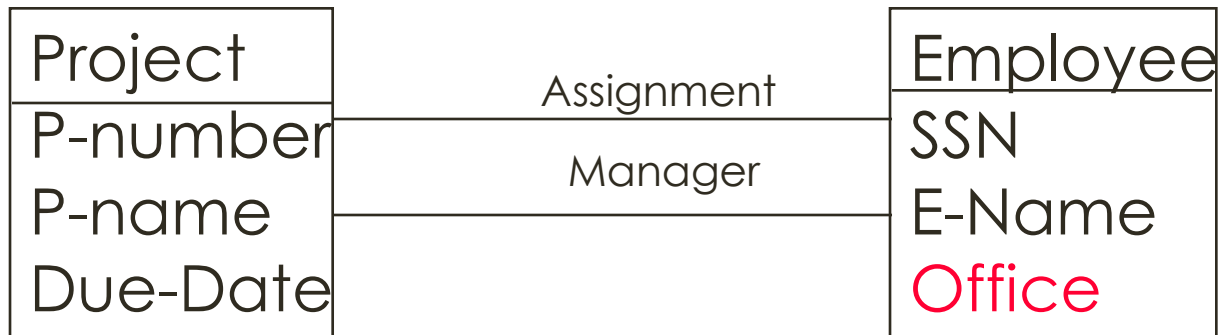 Project
P-number
P-name
Due-Date
Assignment
Manager
Employee
SSN
E-Name
Office